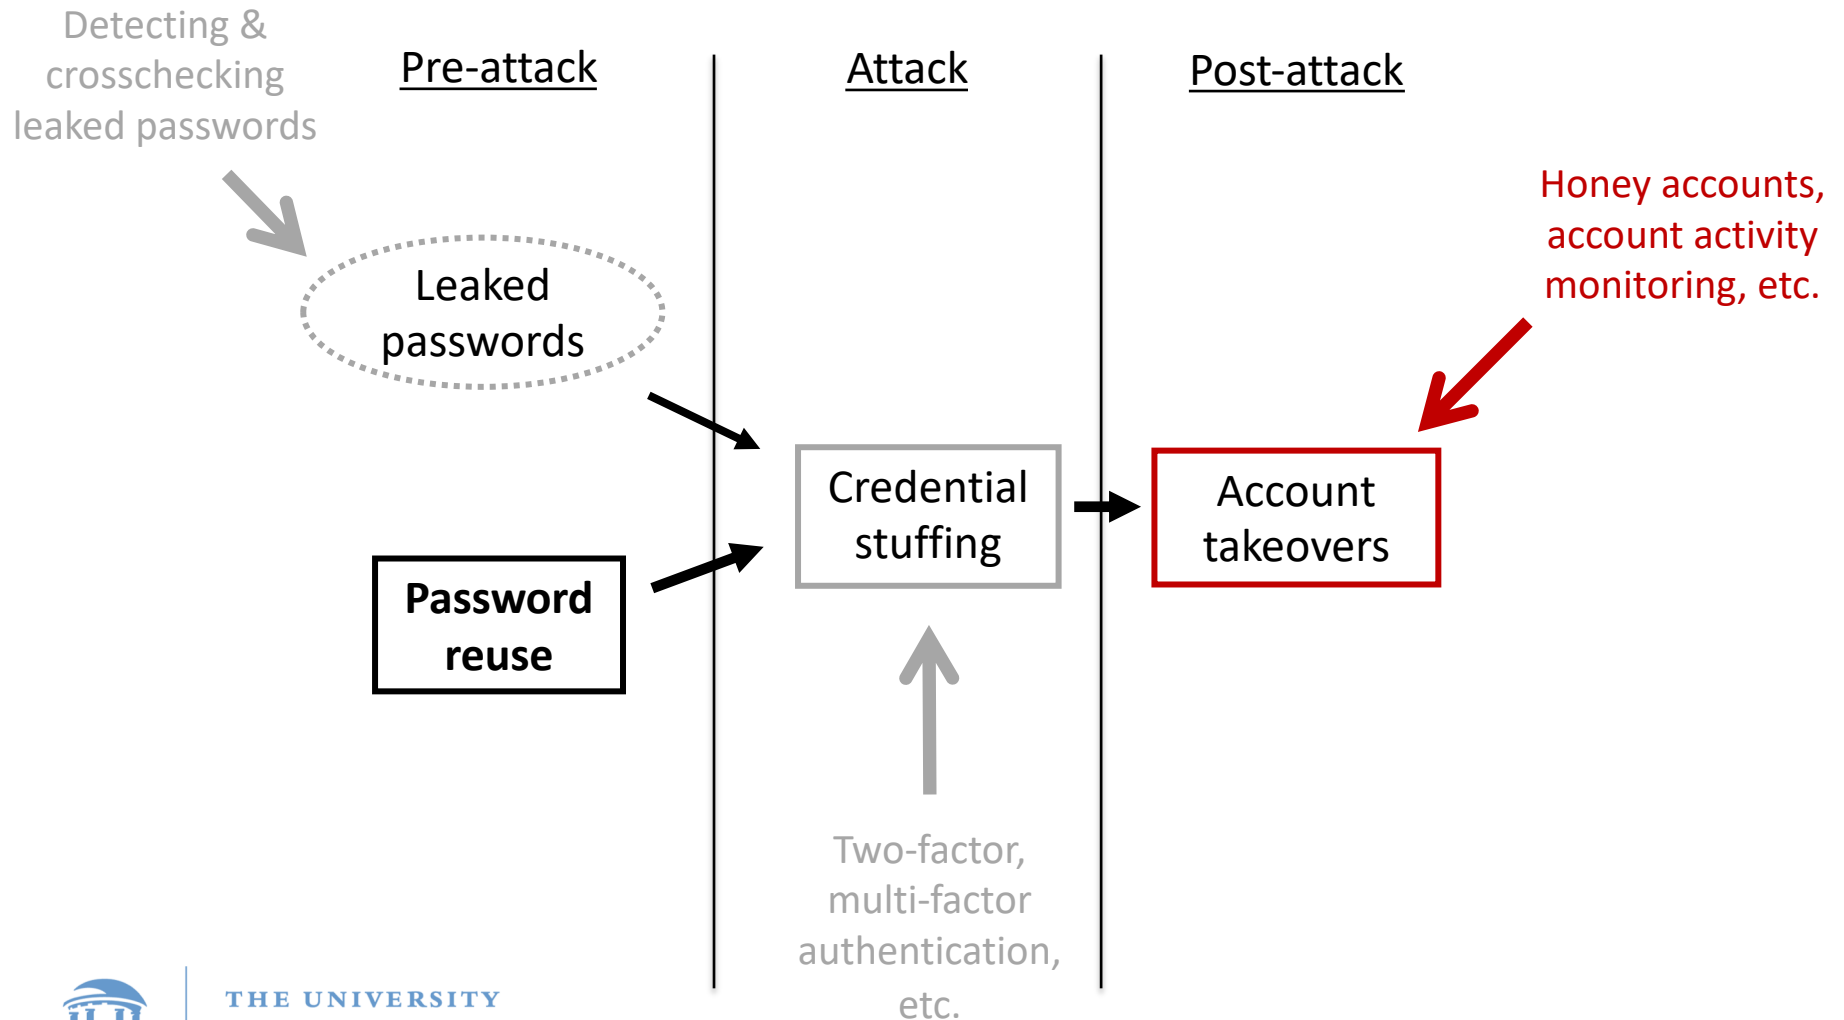 Detecting &
crosschecking
leaked passwords
Pre-attack
Attack
Post-attack
Honey accounts,
account activity
monitoring, etc.
Leaked
passwords
Credential
stuffing
Account
takeovers
Password
reuse
Two-factor,
multi-factor
authentication,
etc.
THE UNIVERSITY